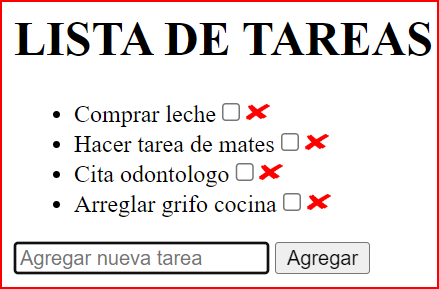 LISTA DE TAREAS
Comprar leche
Hacer tarea de mates
Cita odontologo
Arreglar grifo cocina
Agregar nueva tarea Agregar